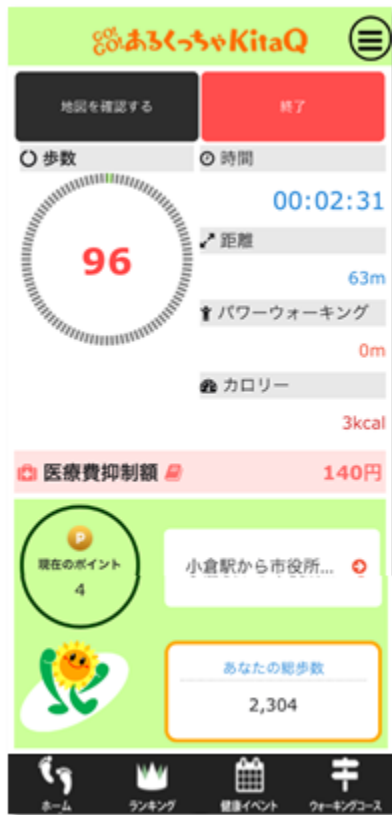 GO!GO!あるくっちゃKitaQ
地図を確認する
終了
歩数
時間
00:02:31
96
距離
63m
パワーウォーキング
0m
カロリー
3kcal
医療費抑制額
140円
P
現在のポイント
4
小倉駅から市役所...
あなたの総歩数
2,304
ホーム
ランキング
健康イベント
ウォーキングコース